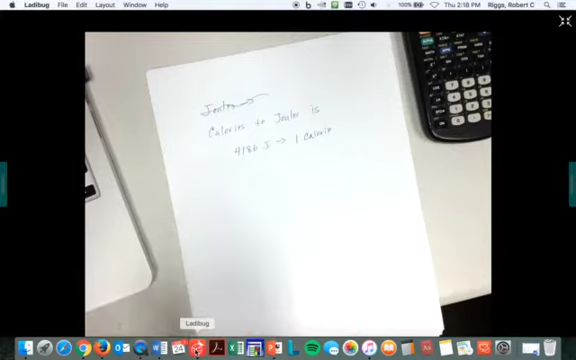 Ladibug File Edit Layout Window Help 100% Thu 2:18 PM Riggs, Robert C
Calories to Joules is
4186 J → 1 Calorie
Ladibug
24